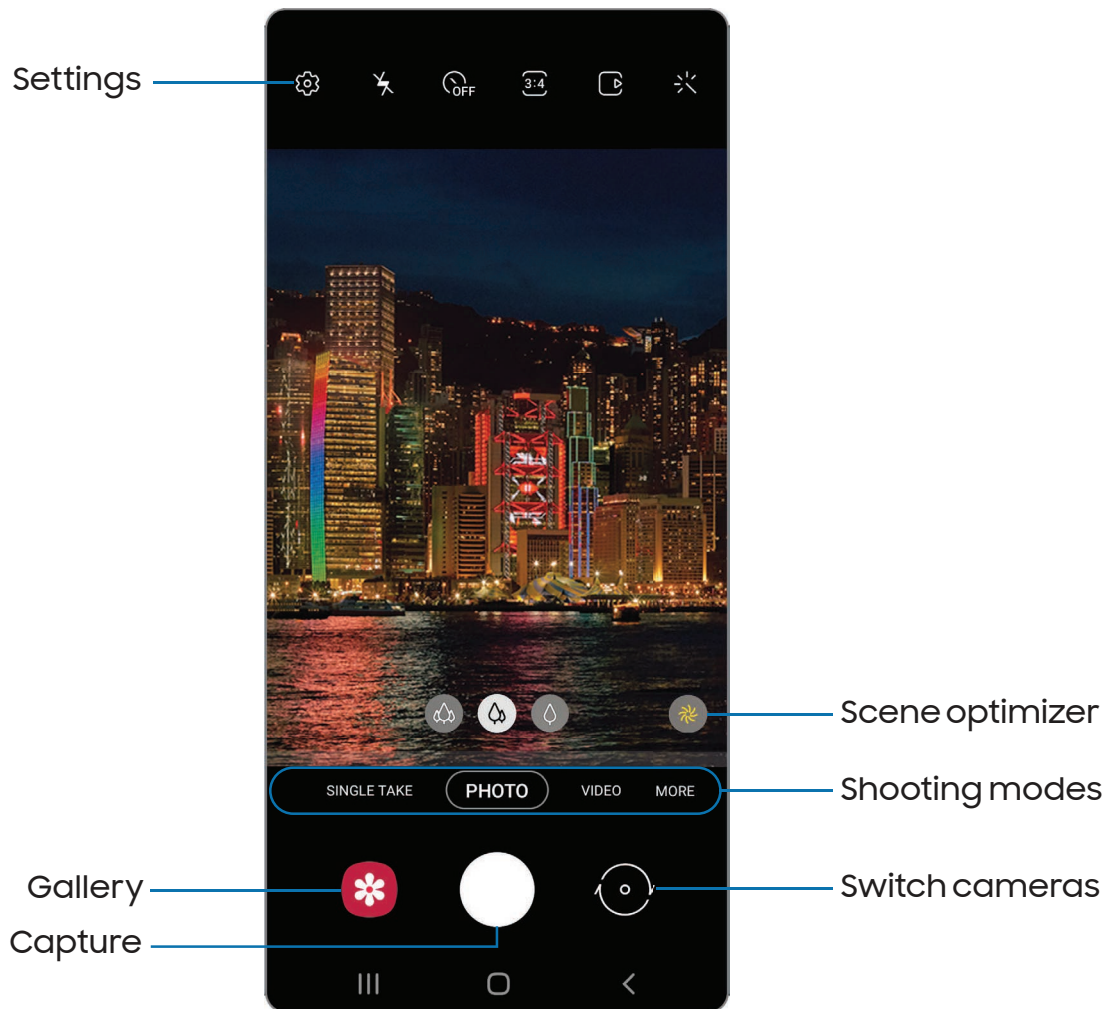 Settings
OFF
3:4
Scene optimizer
SINGLE TAKE
PHOTO
VIDEO
MORE
Shooting modes
Gallery
Switch cameras
Capture